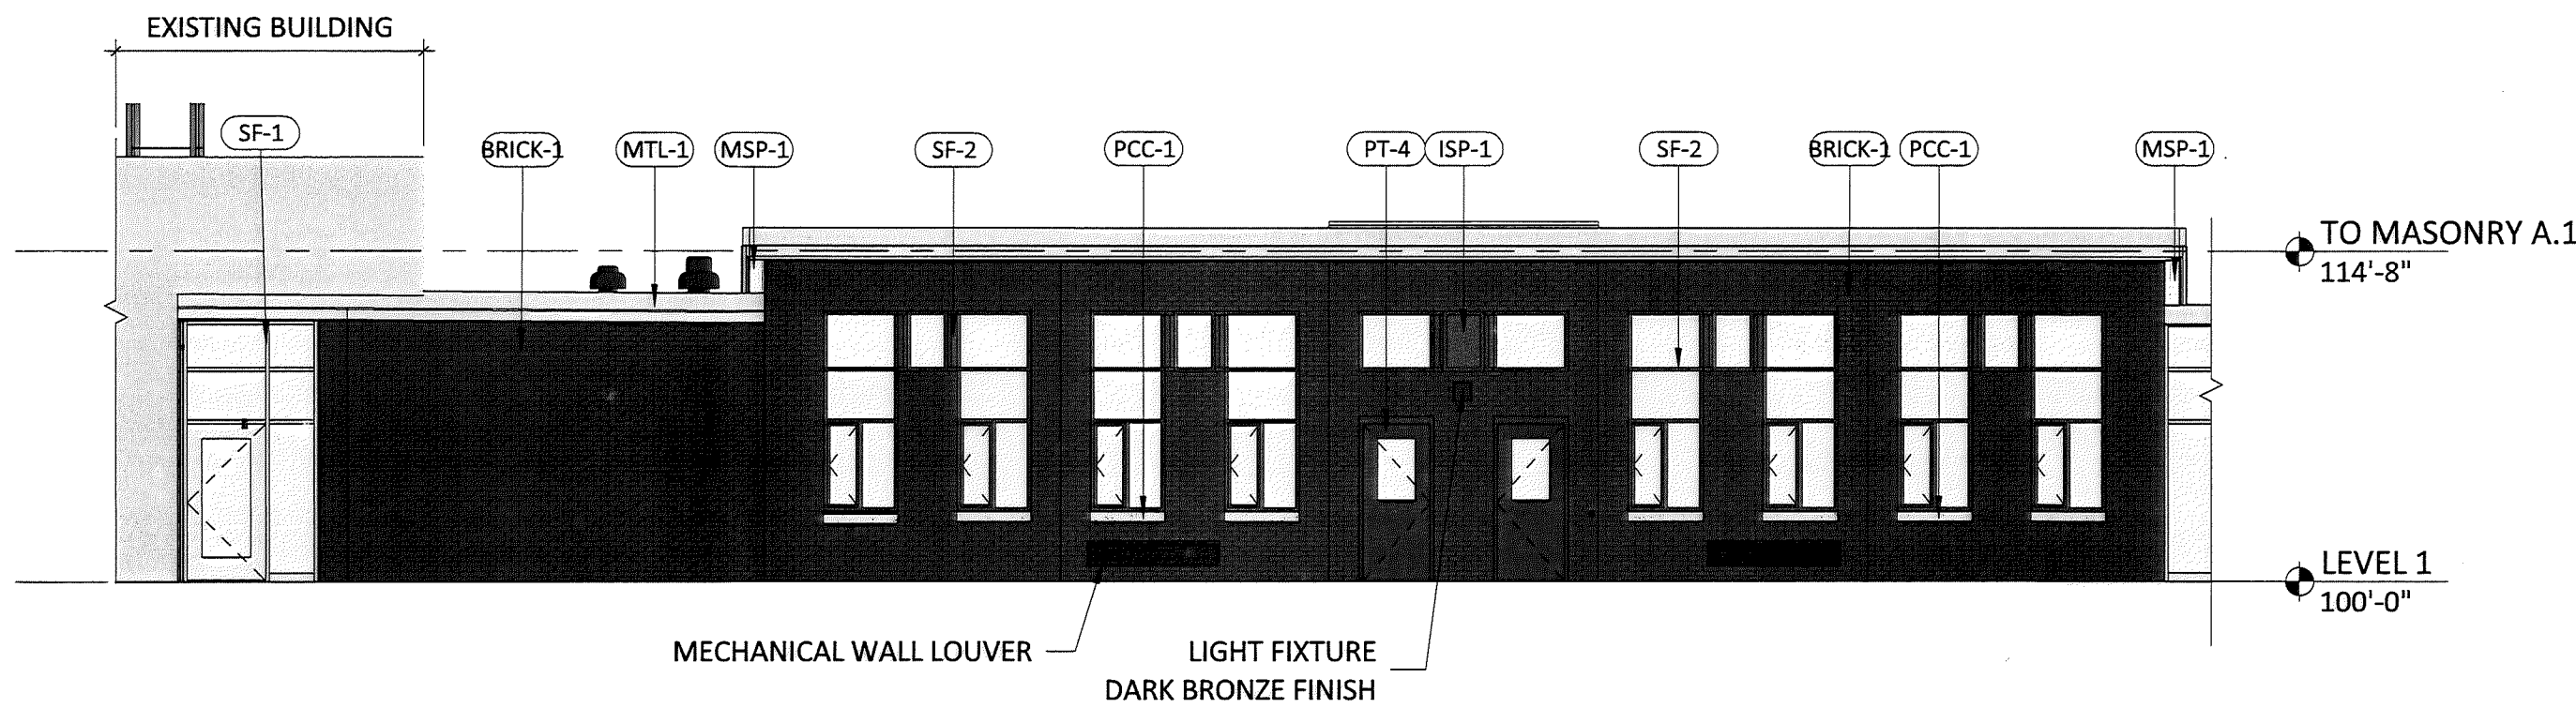 EXISTING BUILDING
SF-1
BRICK-1
MTL-1
MSP-1
SF-2
PCC-1
PT-4
ISP-1
SF-2
BRICK-1
PCC-1
MSP-1
TO MASONRY A.1
114'-8"
LEVEL 1
100'-0"
MECHANICAL WALL LOUVER
LIGHT FIXTURE
DARK BRONZE FINISH